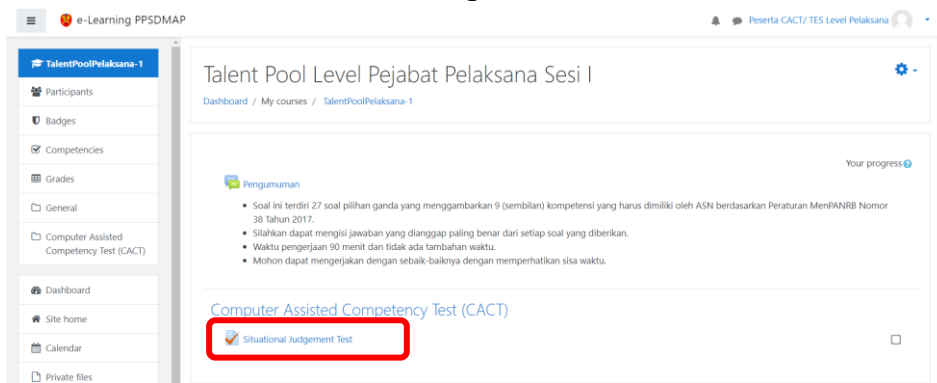 e-Learning PPSDMAP
Peserta CACT/ TES Level Pelaksana
TalentPoolPelaksana-1
Participants
Badges
Competencies
Grades
General
Computer Assisted
Competency Test (CACT)
Dashboard
Site home
Calendar
Private files
Talent Pool Level Pejabat Pelaksana Sesi I
Dashboard / My courses / TalentPoolPelaksana-1
Your progress
Pengumuman
• Soal ini terdiri 27 soal pilihan ganda yang menggambarkan 9 (sembilan) kompetensi yang harus dimiliki oleh ASN berdasarkan Peraturan MenPANRB Nomor
38 Tahun 2017.
• Silahkan dapat mengisi jawaban yang dianggap paling benar dari setiap soal yang diberikan.
• Waktu pengerjaan 90 menit dan tidak ada tambahan waktu.
• Mohon dapat mengerjakan dengan sebaik-baiknya dengan memperhatikan sisa waktu.
Computer Assisted Competency Test (CACT)
Situational Judgement Test